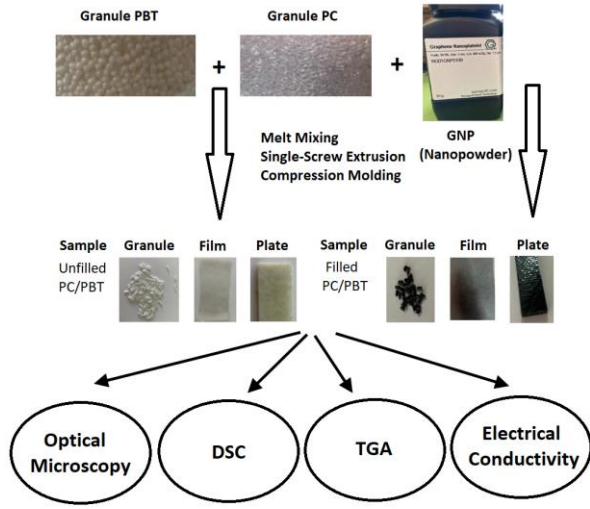 Granule PBT
Granule PC
+
+
Graphene Nanoplatelet
GNP
(Nanopowder)
Melt Mixing
Single-Screw Extrusion
Compression Molding
Sample Granule Film Plate
Unfilled
PC/PBT
Sample Granule Film Plate
Filled
PC/PBT
Optical
Microscopy
DSC
TGA
Electrical
Conductivity